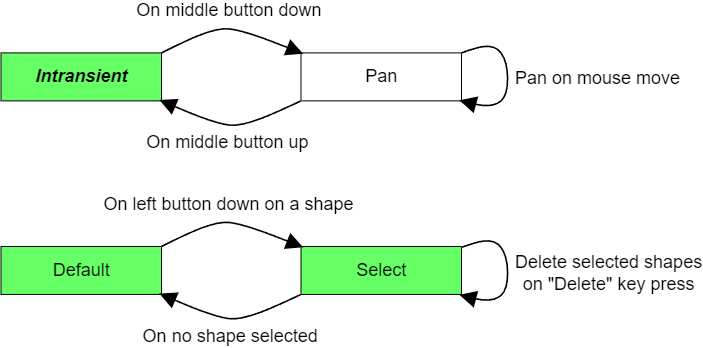 On middle button down
Intransient
Pan
Pan on mouse move
On middle button up
On left button down on a shape
Default
Select
Delete selected shapes
on "Delete" key press
On no shape selected